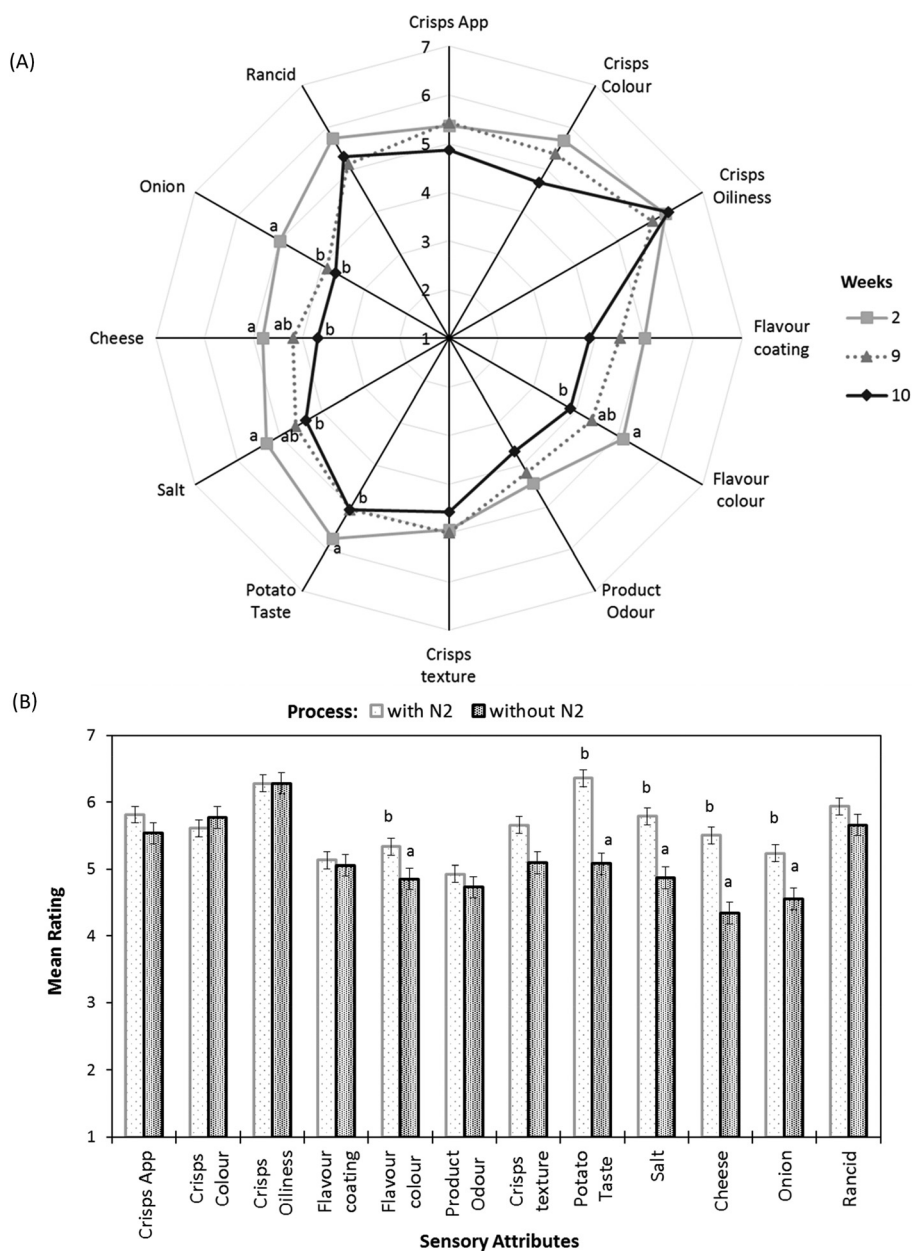 (A)
Crisps App
7
Crisps
Colour
Rancid
6
5
Crisps
Oiliness
Onion
4
a
3
b
b
Weeks
2
2
Cheese
a
ab
b
1
Flavour
coating
9
10
b
ab
a
a
ab
b
Salt
Flavour
colour
b
a
Potato
Taste
Product
Odour
Crisps
texture
(B)
Process: with N2 without N2
7
b
b
b
b
b
6
a
a
a
a
a
5
4
3
2
1
Mean Rating
Crisps App
Crisps
Colour
Crisps
Oiliness
Flavour
coating
Flavour
colour
Product
Odour
Crisps
texture
Potato
Taste
Salt
Cheese
Onion
Rancid
Sensory Attributes